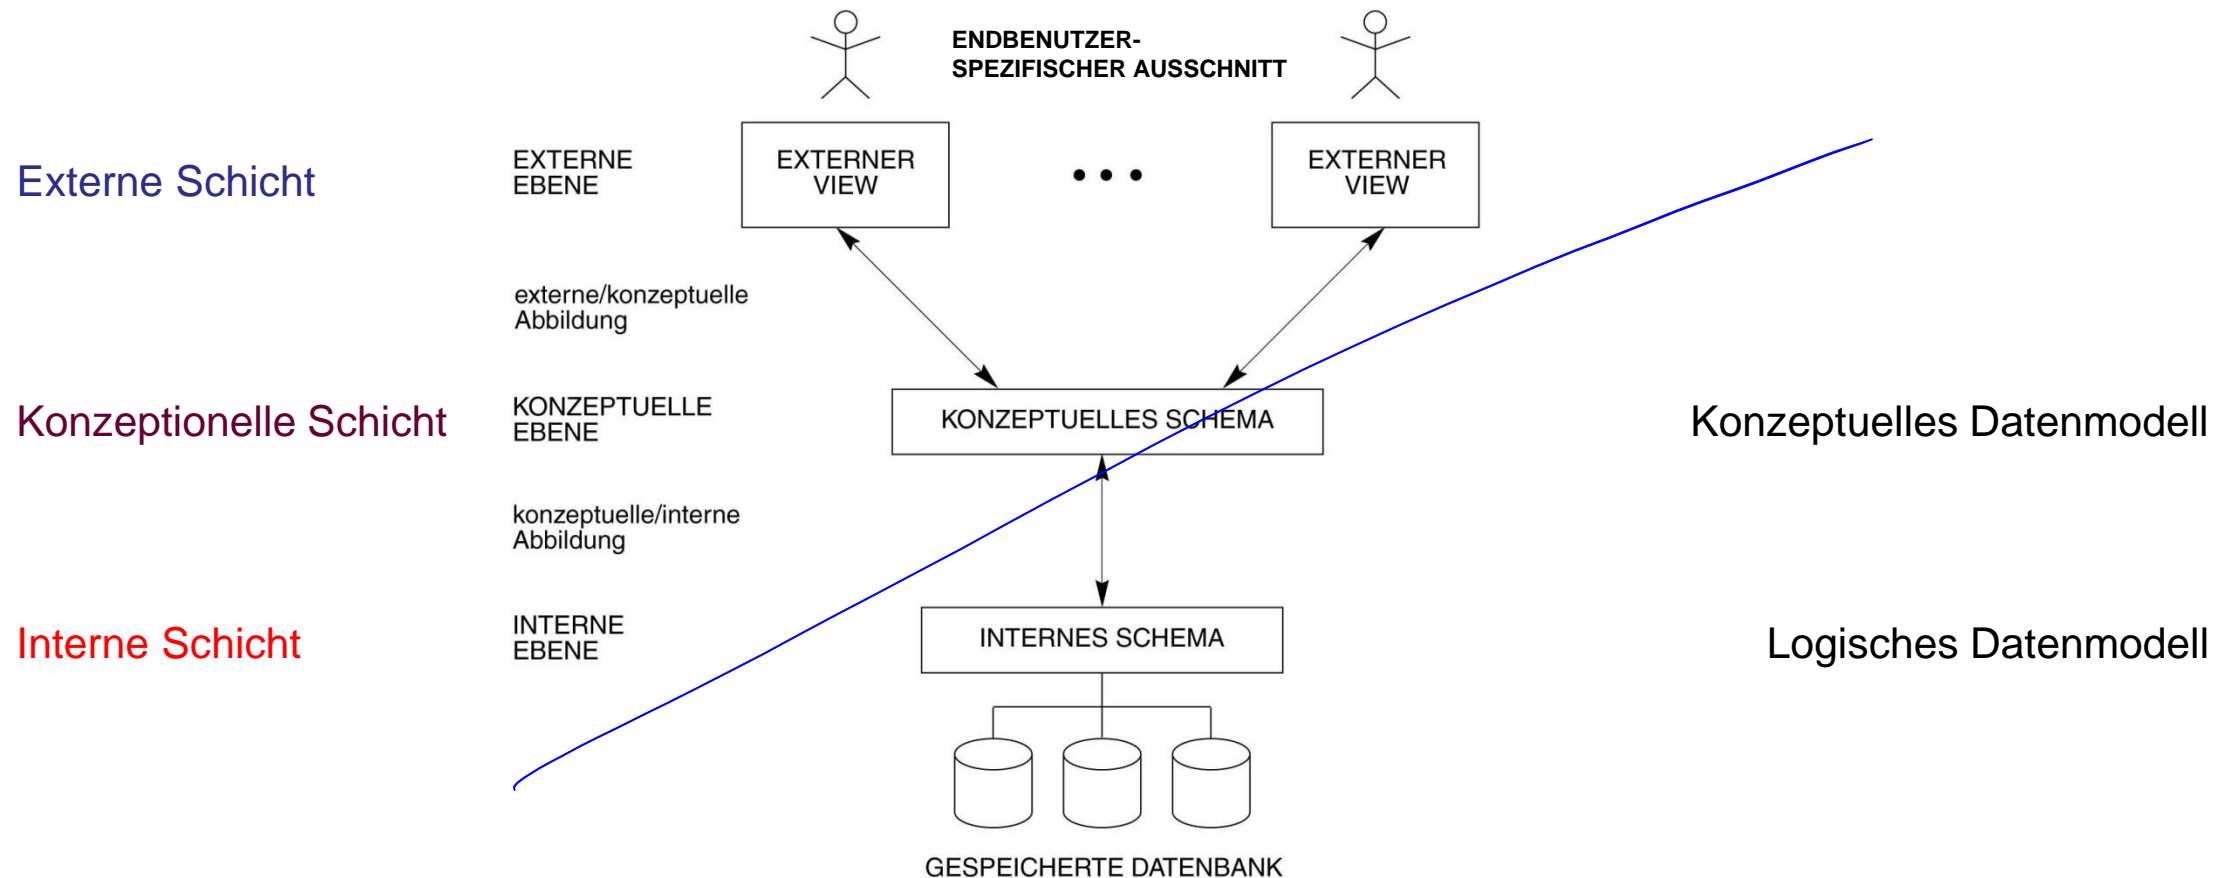 ENDBENUTZER-
SPEZIFISCHER AUSSCHNITT
Externe Schicht
EXTERNE
EBENE
EXTERNER
VIEW
• • •
EXTERNER
VIEW
externe/konzeptuelle
Abbildung
Konzeptionelle Schicht
KONZEPTUELLE
EBENE
KONZEPTUELLES SCHEMA
Konzeptuelles Datenmodell
konzeptuelle/interne
Abbildung
Interne Schicht
INTERNE
EBENE
INTERNES SCHEMA
Logisches Datenmodell
GESPEICHERTE DATENBANK